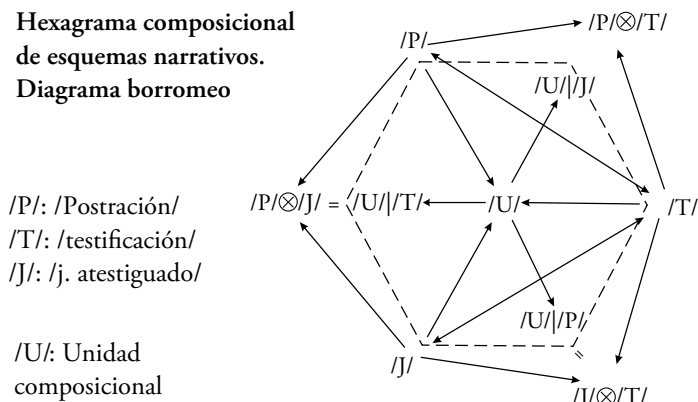 Hexagrama composicional
de esquemas narrativos.
Diagrama borromeo
/P/
/P/⊗/T/
/U/|/J/
/P/⊗/J/ = /U/|/T/
/U/
/T/
/P/: /Postración/
/T/: /testificación/
/J/: /j. atestiguado/
/U/|/P/
=
/J/
/U/: Unidad
composicional
/J/⊗/T/